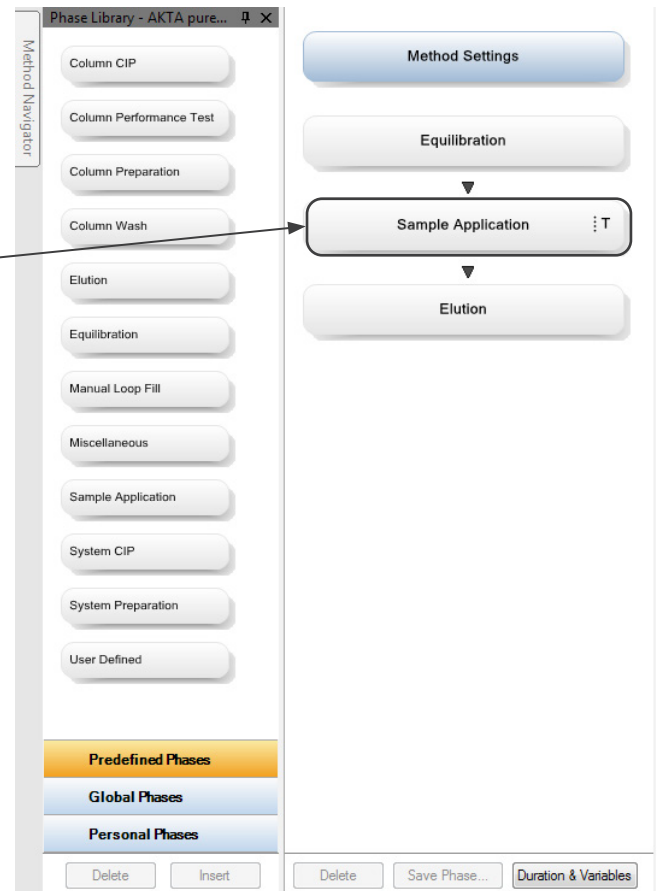 Phase Library - AKTA pure...
Method Navigator
Column CIP
Column Performance Test
Column Preparation
Column Wash
Elution
Equilibration
Manual Loop Fill
Miscellaneous
Sample Application
System CIP
System Preparation
User Defined
Predefined Phases
Global Phases
Personal Phases
Delete
Insert
Method Settings
Equilibration
Sample Application T
Elution
Delete
Save Phase...
Duration & Variables